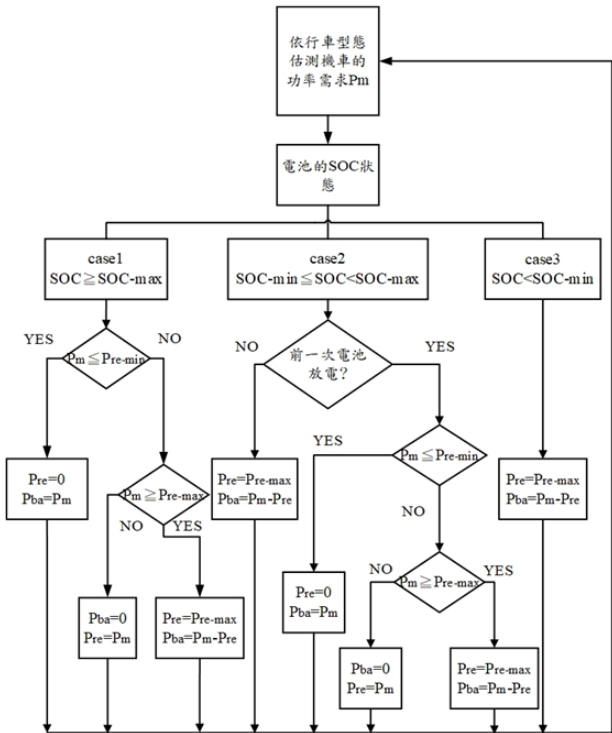 依行車型態
估測機車的
功率需求Pm
電池的SOC狀
態
case1
SOC≧SOC-max
case2
SOC-min≦SOC<SOC-max
case3
SOC<SOC-min
YES
NO
Pm≦Pre-min
NO
前一次電池
放電?
YES
Pre=0
Pba=Pm
Pm≧Pre-max
NO
YES
Pba=0
Pre=Pm
Pre=Pre-max
Pba=Pm-Pre
Pre=Pre-max
Pba=Pm-Pre
YES
Pm≦Pre-min
NO
Pre=0
Pba=Pm
NO
Pm≧Pre-max
YES
Pba=0
Pre=Pm
Pre=Pre-max
Pba=Pm-Pre
Pre=Pre-max
Pba=Pm-Pre